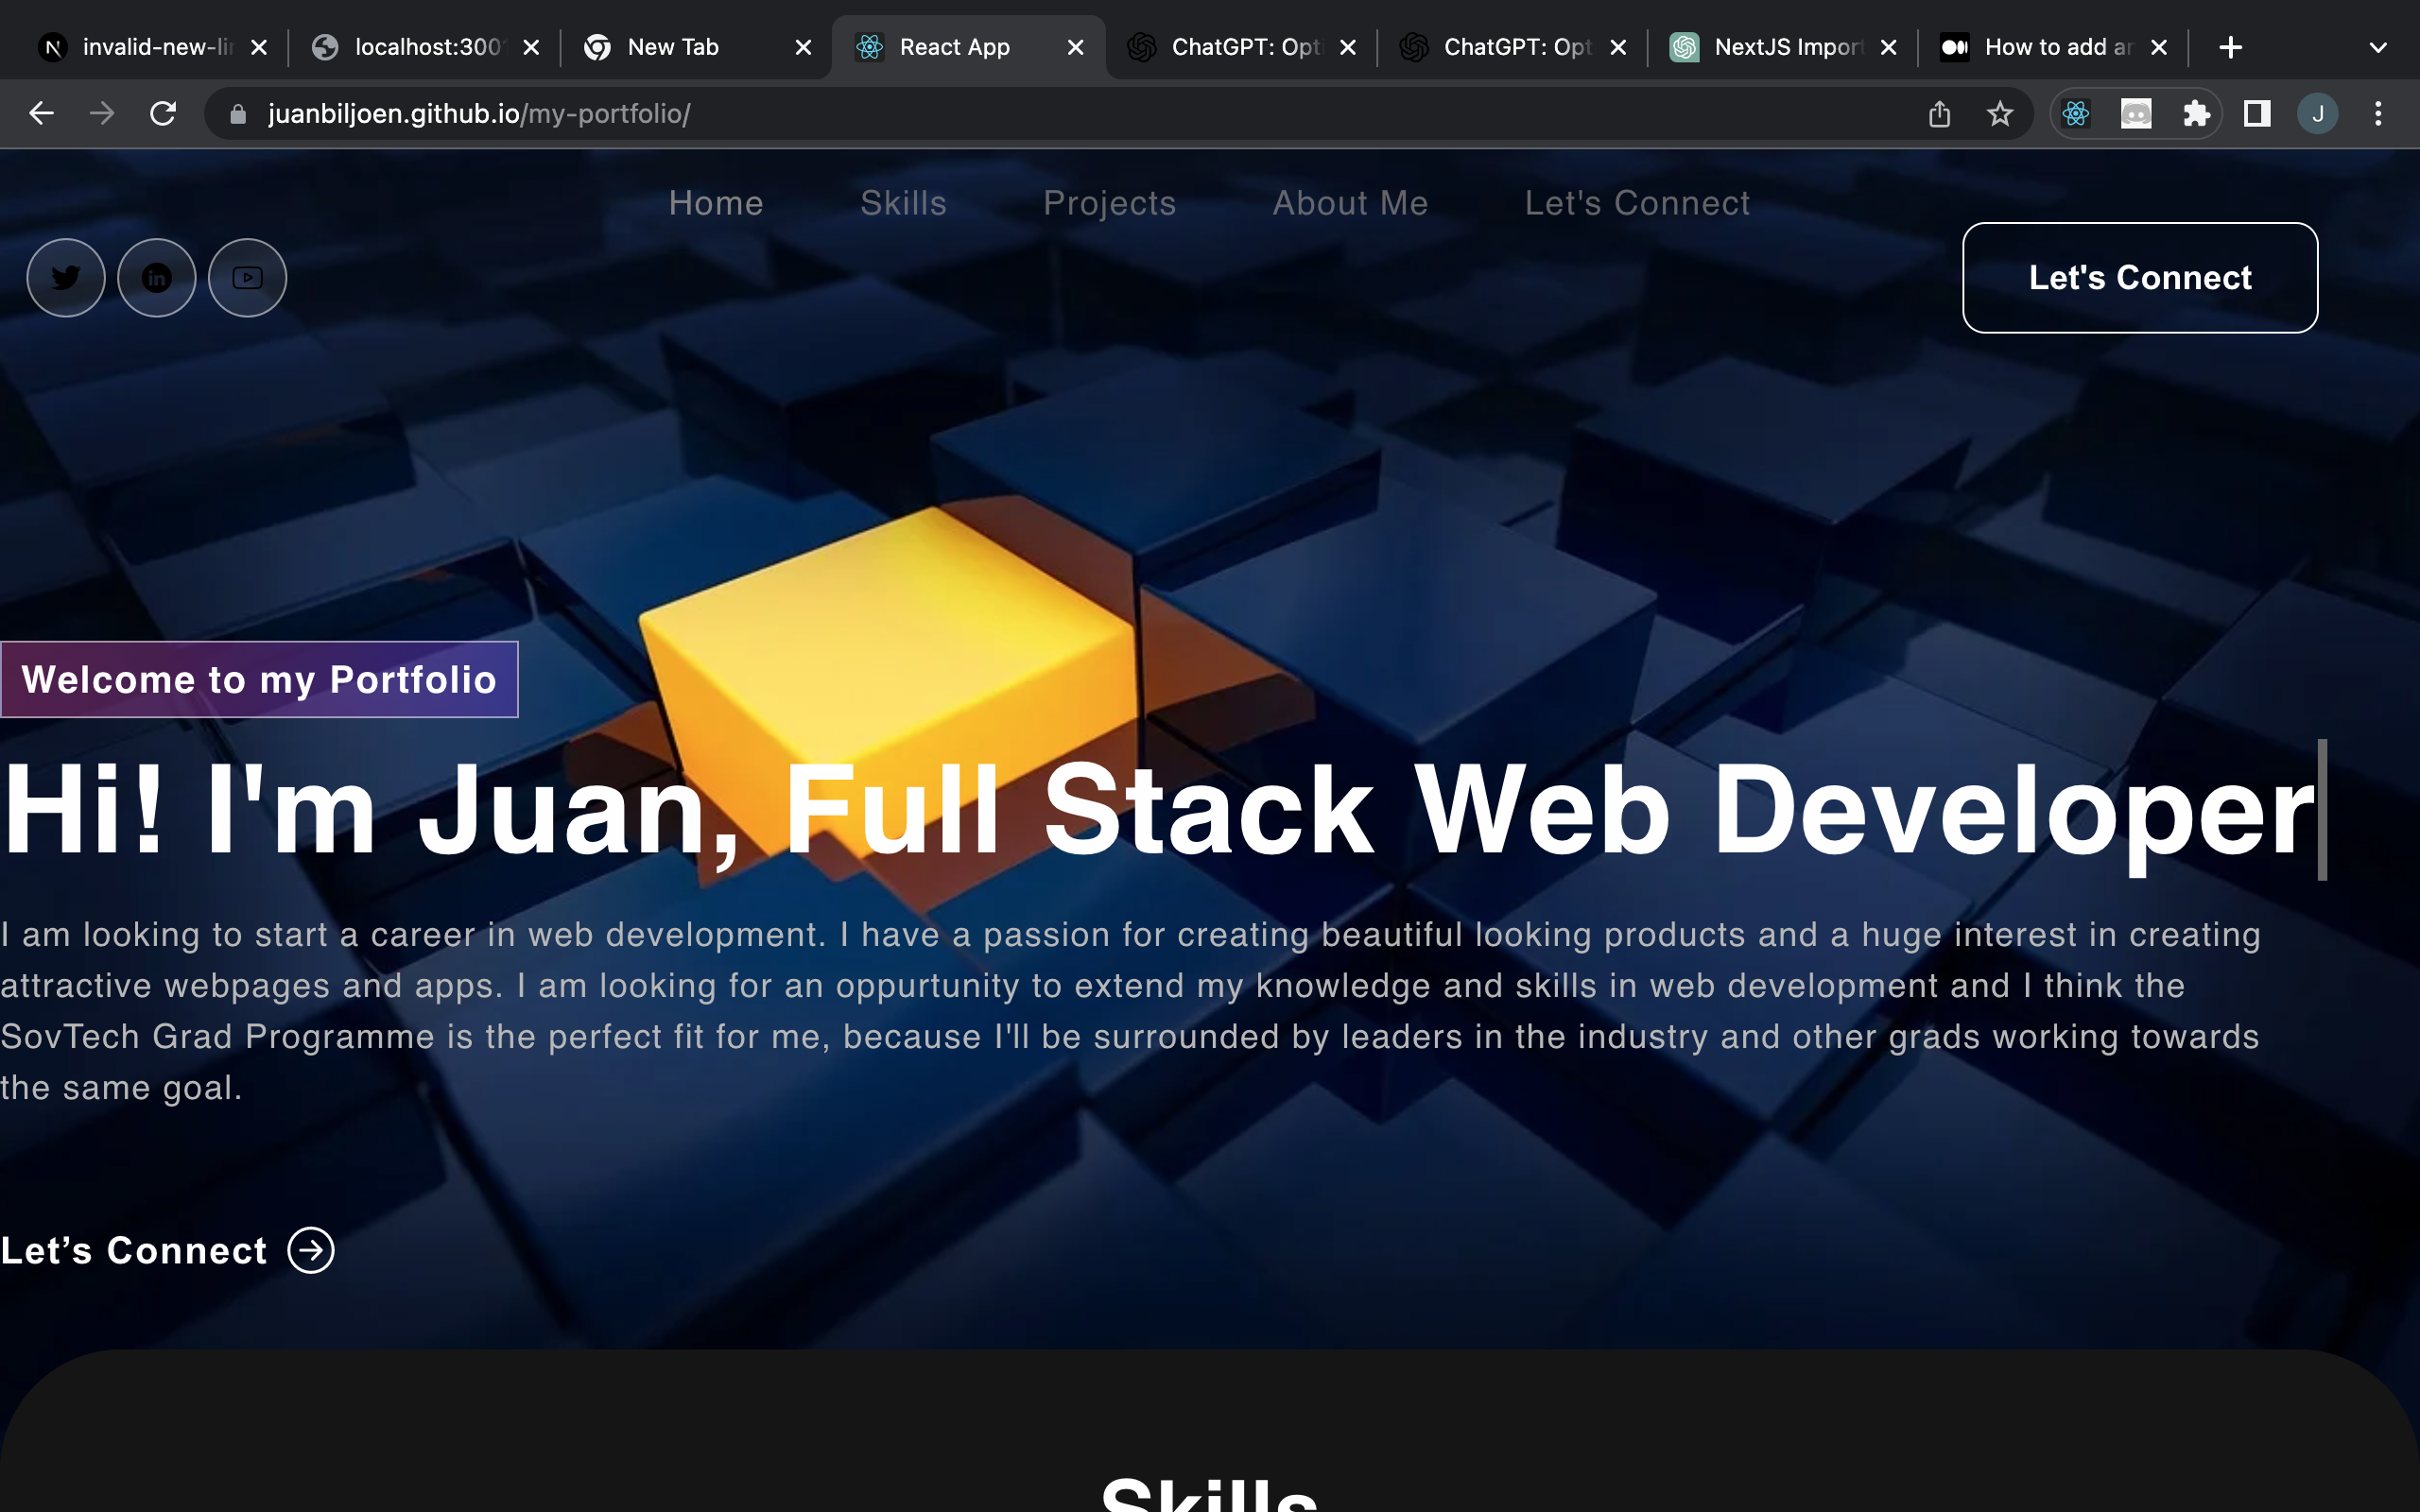 invalid-new-lin
localhost:300
New Tab
React App
ChatGPT: Opt
ChatGPT: Opt
NextJS Import
How to add an
juanbiljoen.github.io/my-portfolio/
J
Home Skills Projects About Me Let's Connect
Let's Connect
Welcome to my Portfolio
Hi! I'm Juan, Full Stack Web Developer
I am looking to start a career in web development. I have a passion for creating beautiful looking products and a huge interest in creating
attractive webpages and apps. I am looking for an oppurtunity to extend my knowledge and skills in web development and I think the
SovTech Grad Programme is the perfect fit for me, because I'll be surrounded by leaders in the industry and other grads working towards
the same goal.
Let’s Connect
Skills